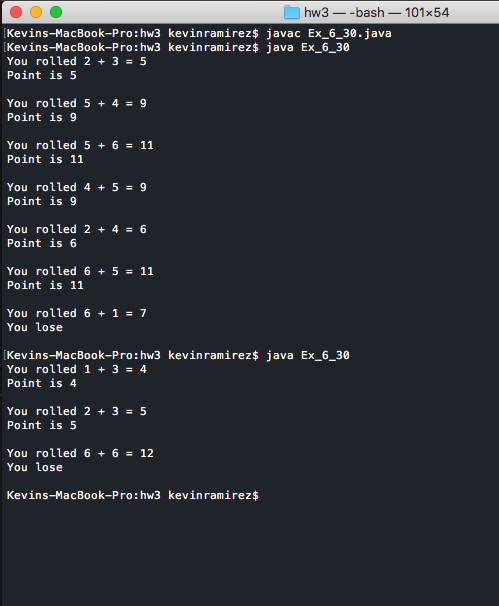 hw3 — -bash — 101×54
[Kevins-MacBook-Pro:hw3 kevinramirez$ javac Ex_6_30.java
[Kevins-MacBook-Pro:hw3 kevinramirez$ java Ex_6_30
You rolled 2 + 3 = 5
Point is 5
You rolled 5 + 4 = 9
Point is 9
You rolled 5 + 6 = 11
Point is 11
You rolled 4 + 5 = 9
Point is 9
You rolled 2 + 4 = 6
Point is 6
You rolled 6 + 5 = 11
Point is 11
You rolled 6 + 1 = 7
You lose
[Kevins-MacBook-Pro:hw3 kevinramirez$ java Ex_6_30
You rolled 1 + 3 = 4
Point is 4
You rolled 2 + 3 = 5
Point is 5
You rolled 6 + 6 = 12
You lose
Kevins-MacBook-Pro:hw3 kevinramirez$